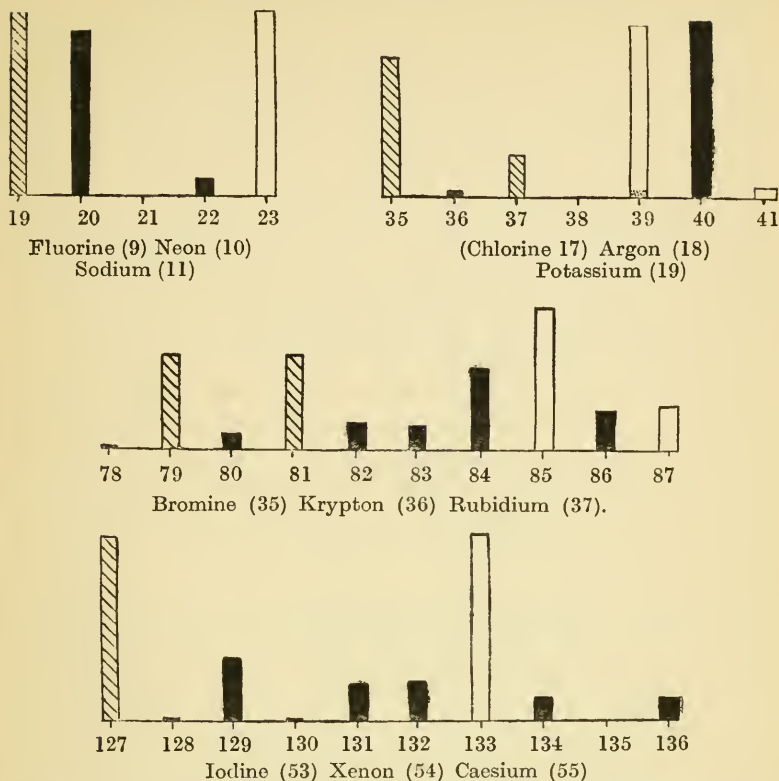 19 20 21 22 23
Fluorine (9) Neon (10)
Sodium (11)
35 36 37 38 39 40 41
(Chlorine 17) Argon (18)
Potassium (19)
78 79 80 81 82 83 84 85 86 87
Bromine (35) Krypton (36) Rubidium (37).
127 128 129 130 131 132 133 134 135 136
Iodine (53) Xenon (54) Caesium (55)